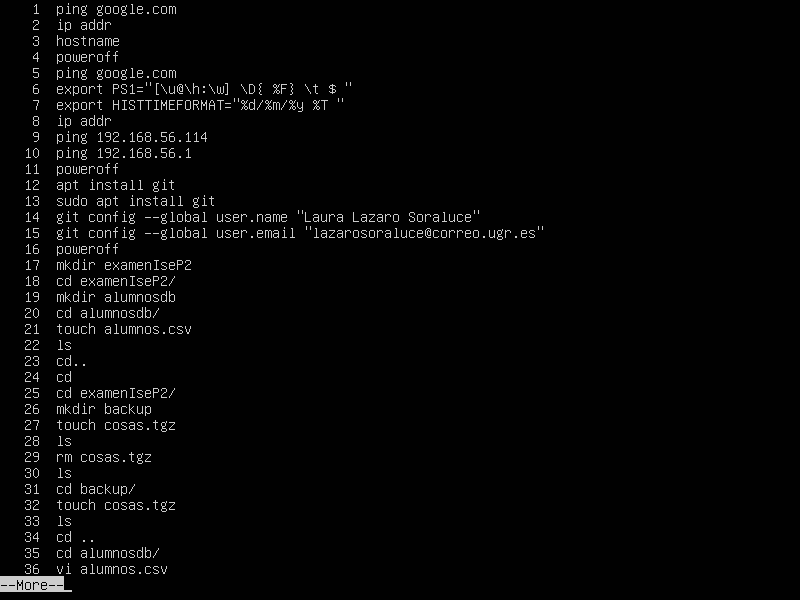 1 ping google.com
2 ip addr
3 hostname
4 poweroff
5 ping google.com
6 export PS1="[\u@\h:\w] \D{ %F} \t $ "
7 export HISTTIMEFORMAT="%d/%m/%y %T "
8 ip addr
9 ping 192.168.56.114
10 ping 192.168.56.1
11 poweroff
12 apt install git
13 sudo apt install git
14 git config --global user.name "Laura Lazaro Soraluce"
15 git config --global user.email "lazarosoraluce@correo.ugr.es"
16 poweroff
17 mkdir examenIseP2
18 cd examenIseP2/
19 mkdir alumnosdb
20 cd alumnosdb/
21 touch alumnos.csv
22 ls
23 cd..
24 cd
25 cd examenIseP2/
26 mkdir backup
27 touch cosas.tgz
28 ls
29 rm cosas.tgz
30 ls
31 cd backup/
32 touch cosas.tgz
33 ls
34 cd ..
35 cd alumnosdb/
36 vi alumnos.csv
--More--